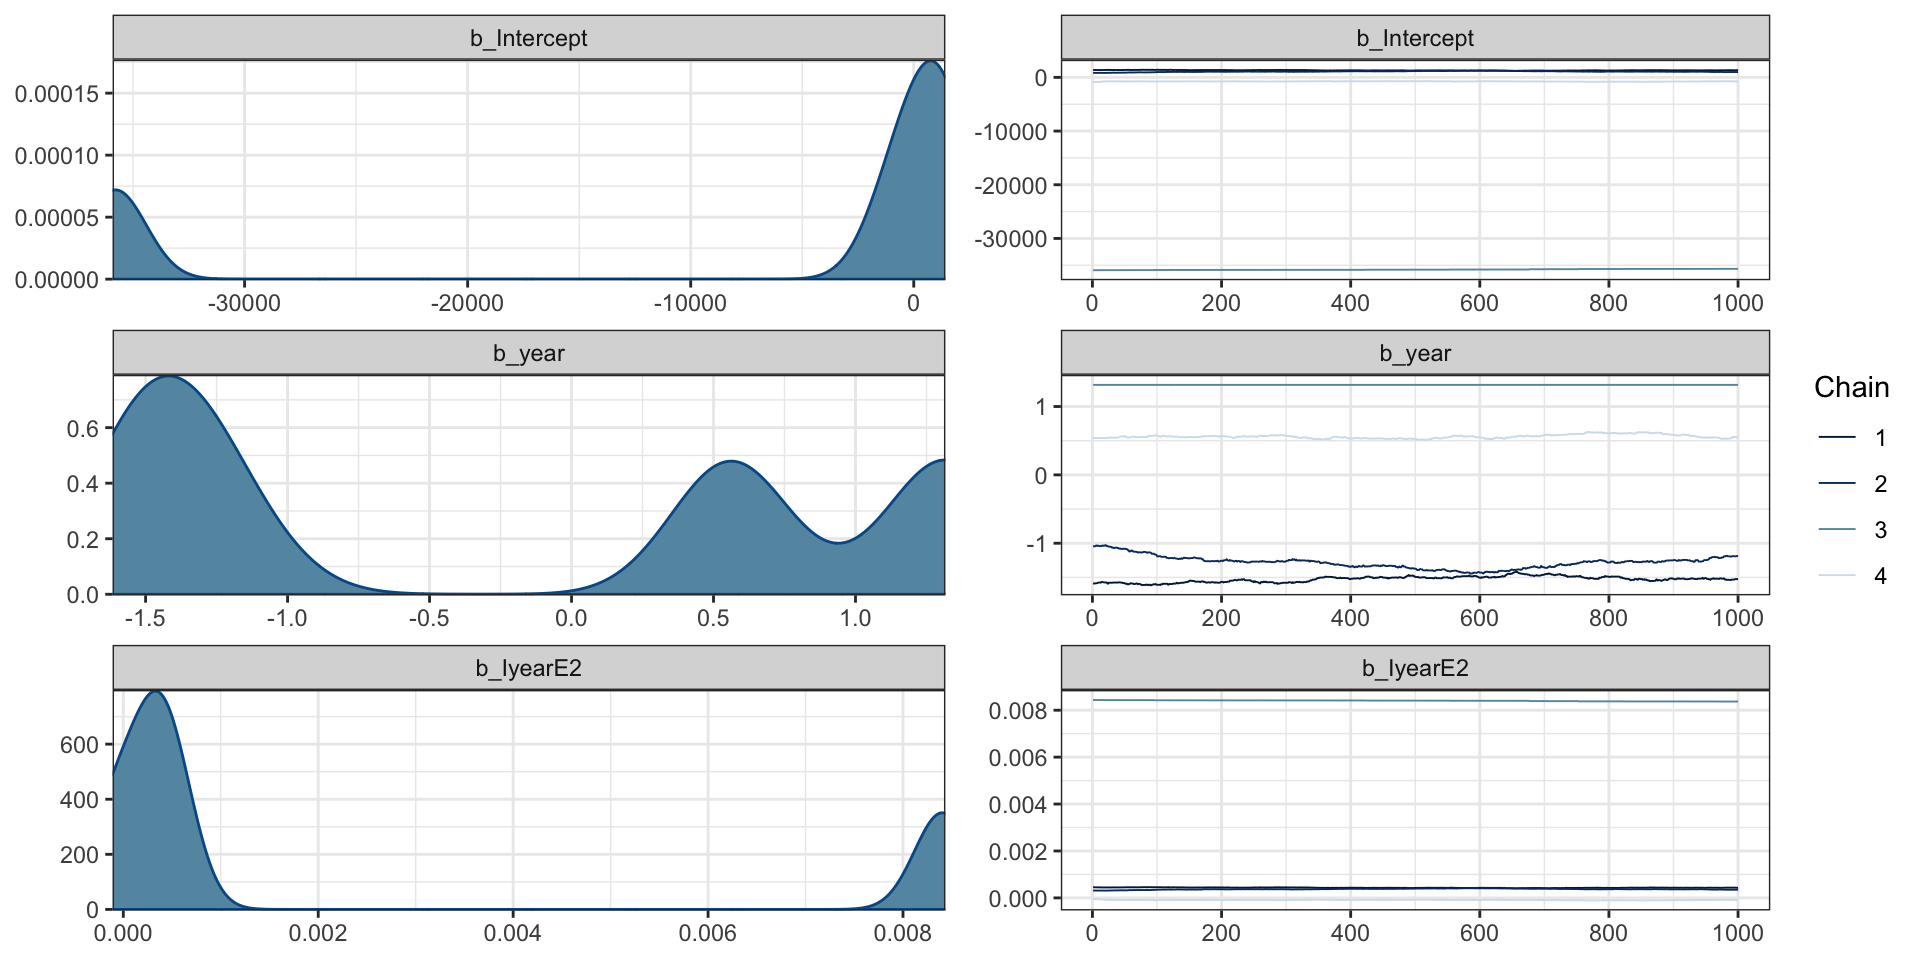 b_Intercept
0.00015
0.00010
0.00005
0.00000
-30000 -20000 -10000 0
b_Intercept
0
-10000
-20000
-30000
0 200 400 600 800 1000
b_year
0.6
0.4
0.2
0.0
-1.5 -1.0 -0.5 0.0 0.5 1.0
b_year
1
0
-1
0 200 400 600 800 1000
b_IyearE2
600
400
200
0
0.000 0.002 0.004 0.006 0.008
b_IyearE2
0.008
0.006
0.004
0.002
0.000
0 200 400 600 800 1000
Chain
1
2
3
4